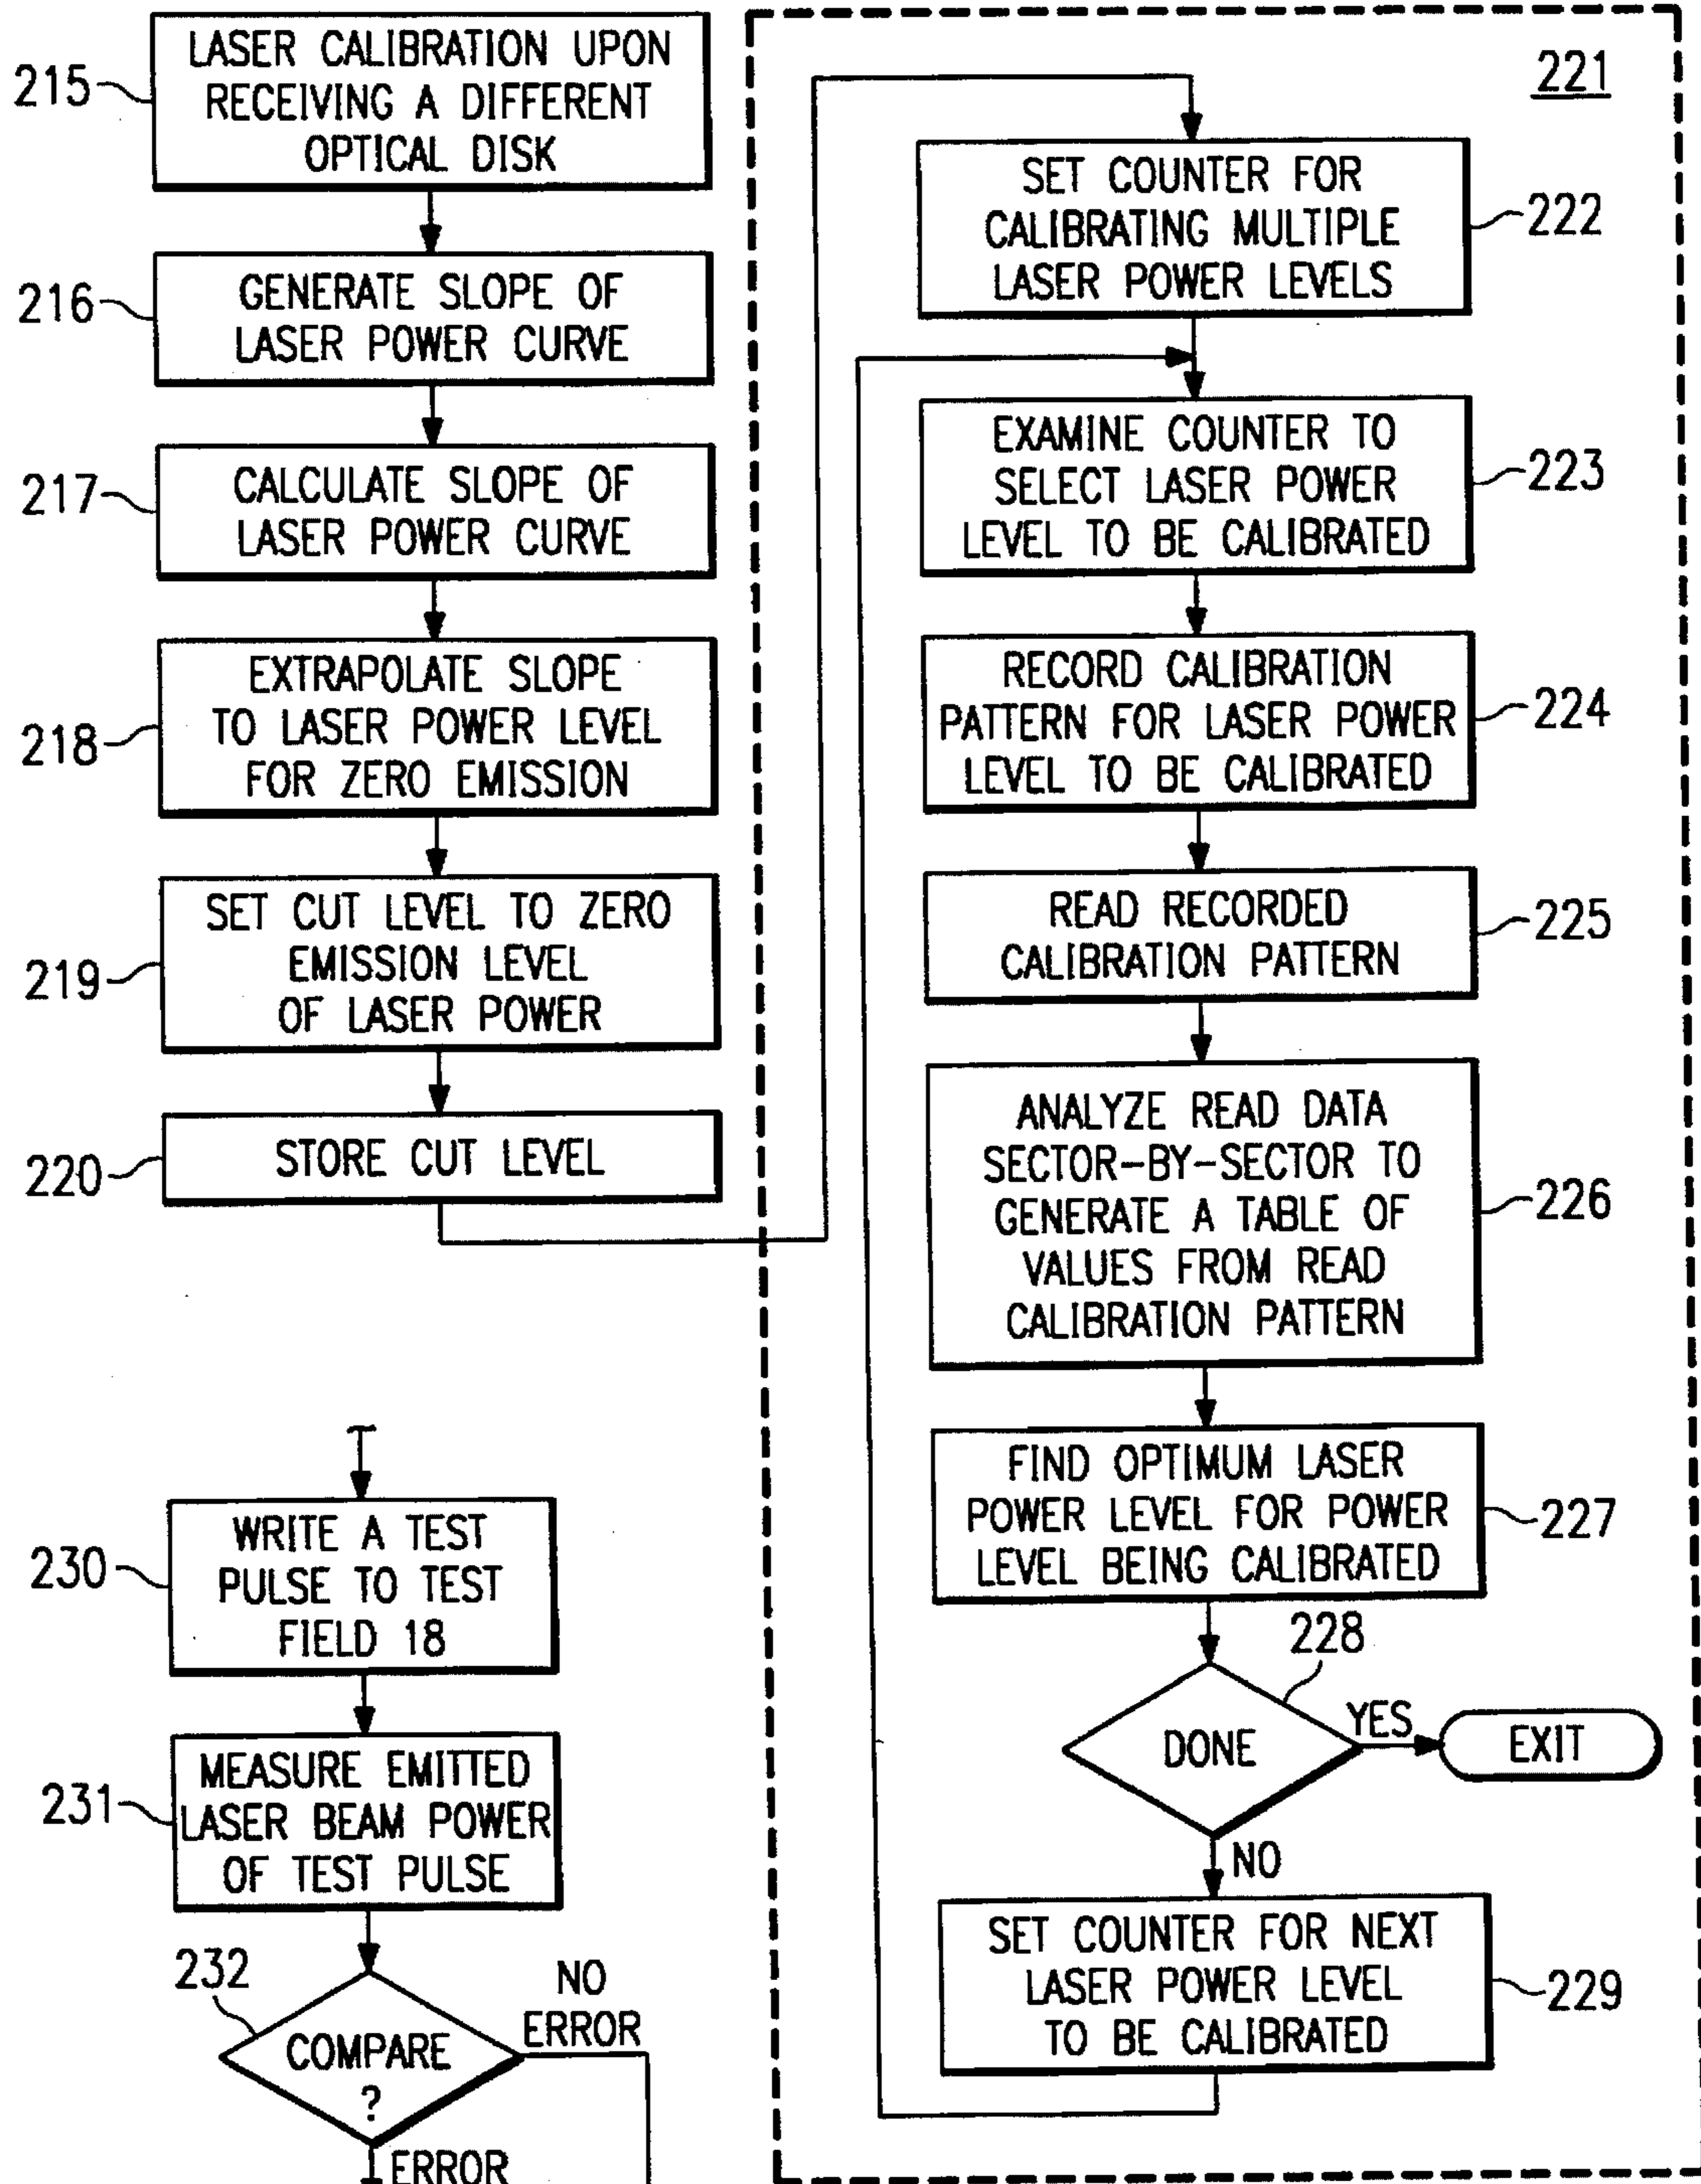 215
LASER CALIBRATION UPON
RECEIVING A DIFFERENT
OPTICAL DISK
216
GENERATE SLOPE OF
LASER POWER CURVE
217
CALCULATE SLOPE OF
LASER POWER CURVE
218
EXTRAPOLATE SLOPE
TO LASER POWER LEVEL
FOR ZERO EMISSION
219
SET CUT LEVEL TO ZERO
EMISSION LEVEL
OF LASER POWER
220
STORE CUT LEVEL
221
SET COUNTER FOR
CALIBRATING MULTIPLE
LASER POWER LEVELS
222
EXAMINE COUNTER TO
SELECT LASER POWER
LEVEL TO BE CALIBRATED
223
RECORD CALIBRATION
PATTERN FOR LASER POWER
LEVEL TO BE CALIBRATED
224
READ RECORDED
CALIBRATION PATTERN
225
ANALYZE READ DATA
SECTOR-BY-SECTOR TO
GENERATE A TABLE OF
VALUES FROM READ
CALIBRATION PATTERN
226
FIND OPTIMUM LASER
POWER LEVEL FOR POWER
LEVEL BEING CALIBRATED
227
228
DONE
YES
EXIT
NO
SET COUNTER FOR NEXT
LASER POWER LEVEL
TO BE CALIBRATED
229
230
WRITE A TEST
PULSE TO TEST
FIELD 18
231
MEASURE EMITTED
LASER BEAM POWER
OF TEST PULSE
232
COMPARE
?
NO
ERROR
ERROR